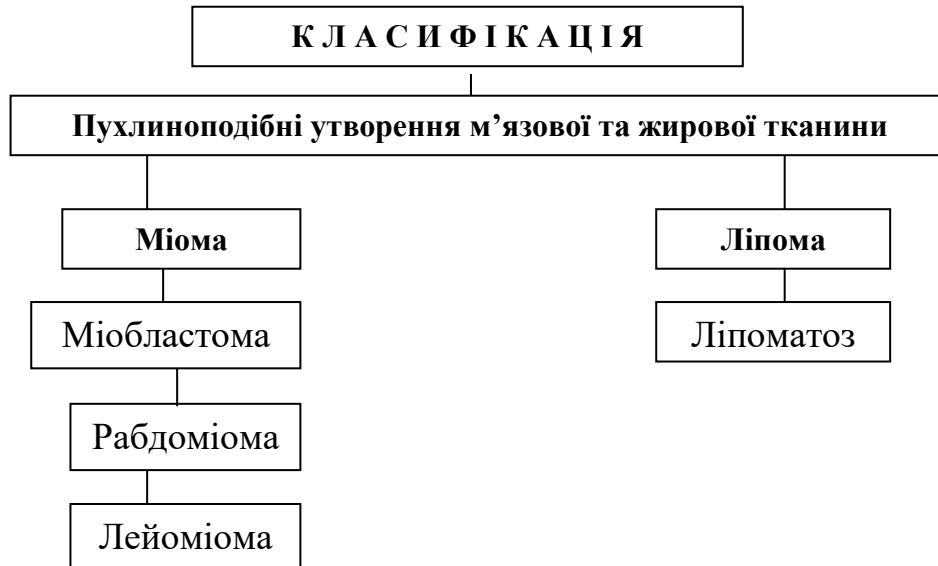 К Л А С И Ф І К А Ц І Я
Пухлиноподібні утворення м’язової та жирової тканини
Міома
Ліпома
Міобластома
Ліпоматоз
Рабдоміома
Лейоміома